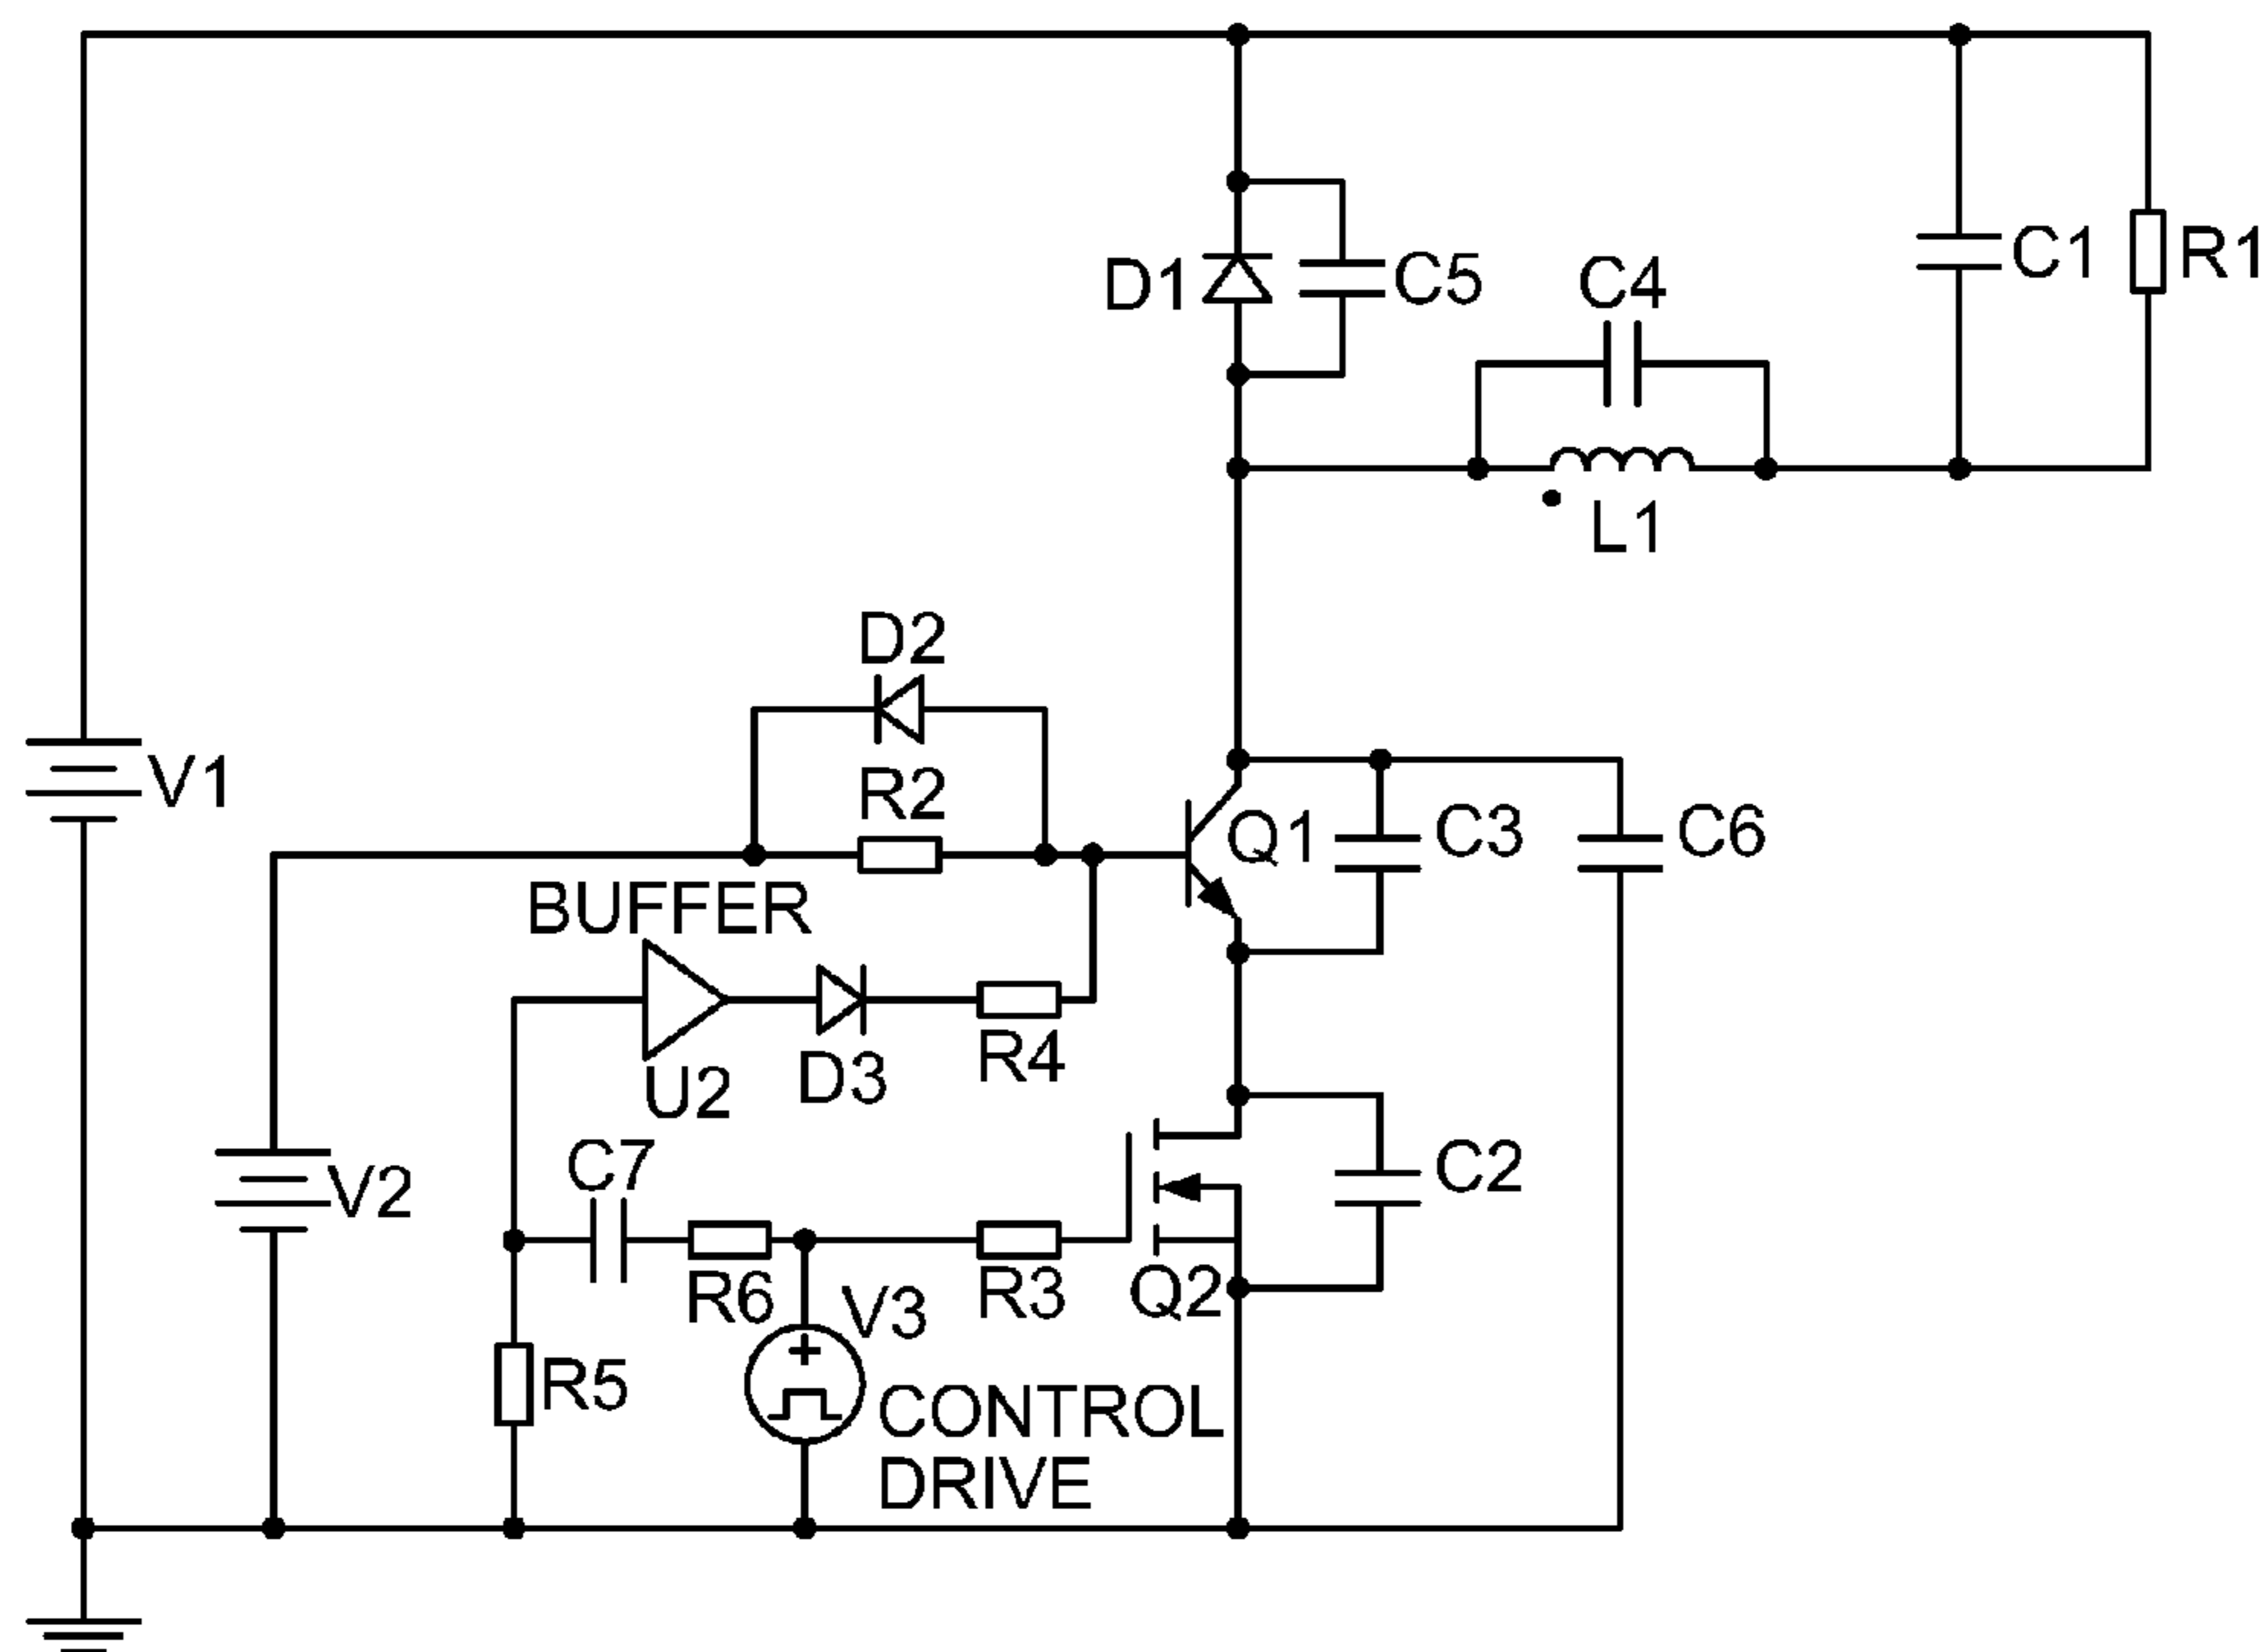 D1
C5
C4
C1
R1
L1
D2
V1
R2
Q1
C3
C6
BUFFER
U2
D3
R4
C7
V2
C2
R6
V3
R3
Q2
R5
CONTROL
DRIVE